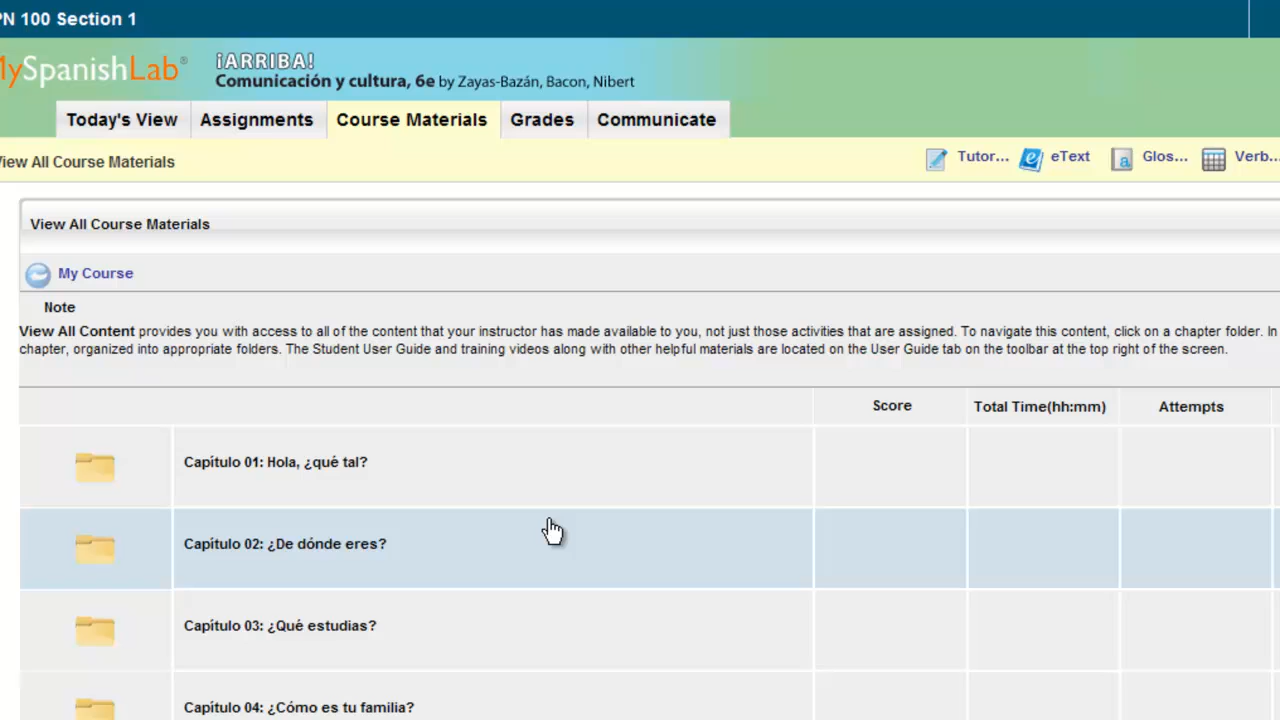 PN 100 Section 1
MySpanishLab®
¡ARRIBA!
Comunicación y cultura, 6e by Zayas-Bazán, Bacon, Nibert
Today's View Assignments Course Materials Grades Communicate
View All Course Materials Tutor... eText Glos... Verb...
View All Course Materials
My Course
Note
View All Content provides you with access to all of the content that your instructor has made available to you, not just those activities that are assigned. To navigate this content, click on a chapter folder. In
chapter, organized into appropriate folders. The Student User Guide and training videos along with other helpful materials are located on the User Guide tab on the toolbar at the top right of the screen.
Score Total Time(hh:mm) Attempts
Capítulo 01: Hola, ¿qué tal?
Capítulo 02: ¿De dónde eres?
Capítulo 03: ¿Qué estudias?
Capítulo 04: ¿Cómo es tu familia?